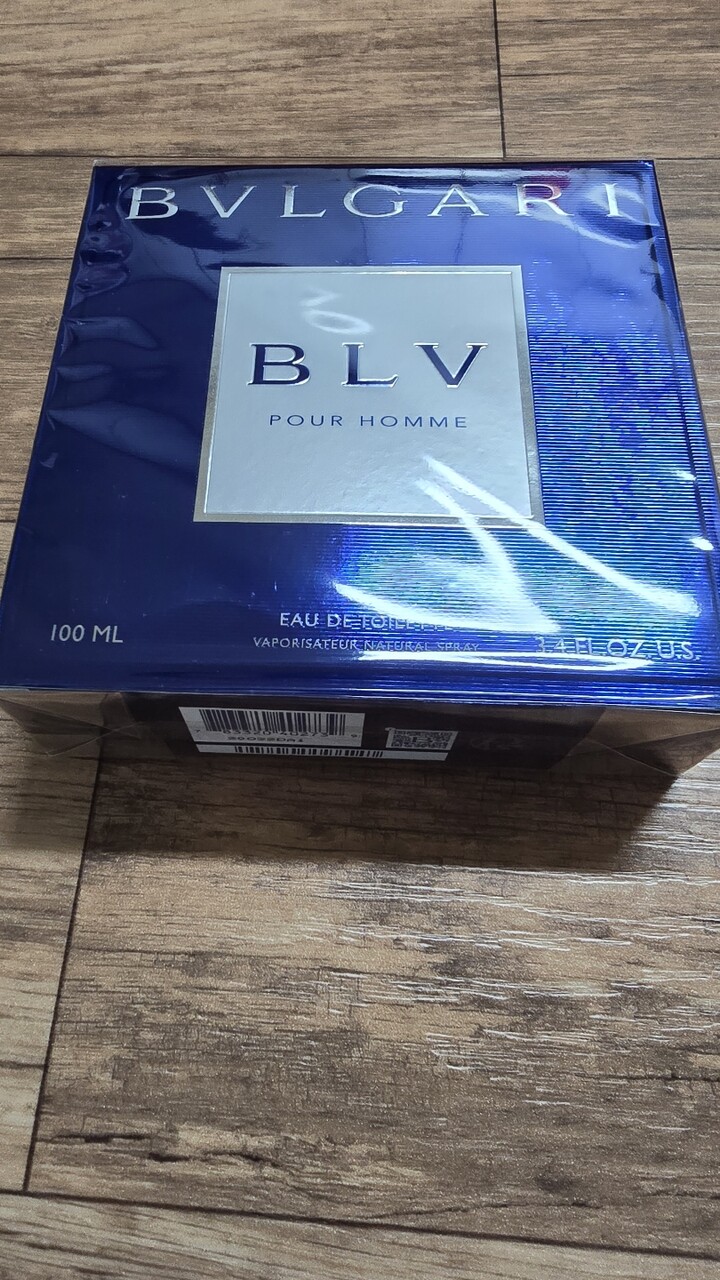 BVLGARI
BLV
POUR HOMME
100 ML
EAU DE TOILETTE
VAPORISATEUR NATURAL SPRAY
3.4 FL.OZ. U.S.